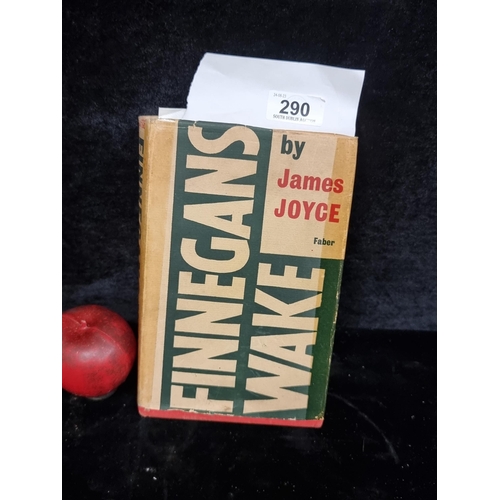 290
FINNEGANS
WAKE
by
James
JOYCE
Faber